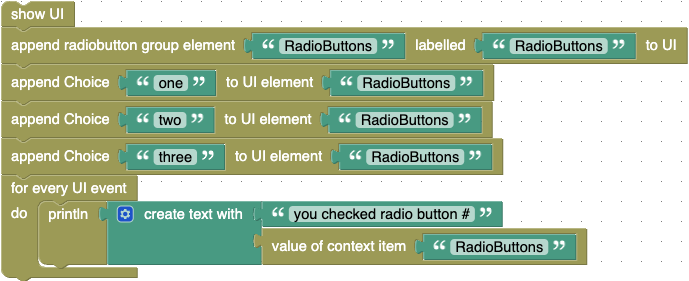 show UI
append radiobutton group element “ RadioButtons ” labelled “ RadioButtons ” to UI
append Choice “ one ” to UI element “ RadioButtons ”
append Choice “ two ” to UI element “ RadioButtons ”
append Choice “ three ” to UI element “ RadioButtons ”
for every UI event
do println create text with “ you checked radio button # ”
value of context item “ RadioButtons ”